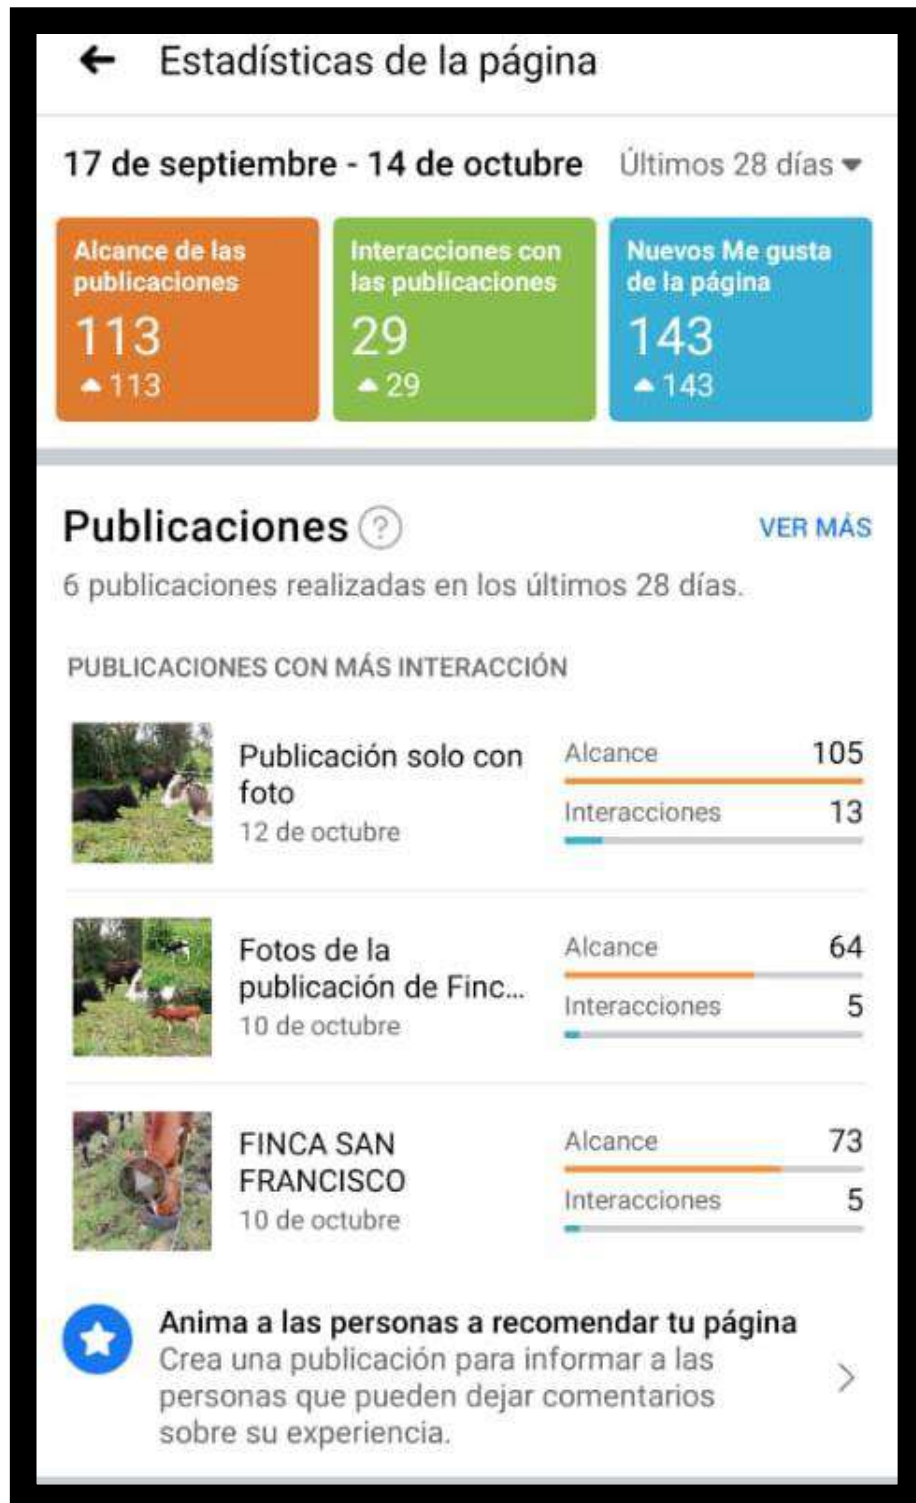 Estadísticas de la página
17 de septiembre - 14 de octubre Últimos 28 días
Alcance de las
publicaciones
113
113
Interacciones con
las publicaciones
29
29
Nuevos Me gusta
de la página
143
143
Publicaciones ? VER MÁS
6 publicaciones realizadas en los últimos 28 días.
PUBLICACIONES CON MÁS INTERACCIÓN
Publicación solo con
foto
12 de octubre
Alcance 105
Interacciones 13
Fotos de la
publicación de Finc...
10 de octubre
Alcance 64
Interacciones 5
FINCA SAN
FRANCISCO
10 de octubre
Alcance 73
Interacciones 5
Anima a las personas a recomendar tu página
Crea una publicación para informar a las
personas que pueden dejar comentarios
sobre su experiencia.